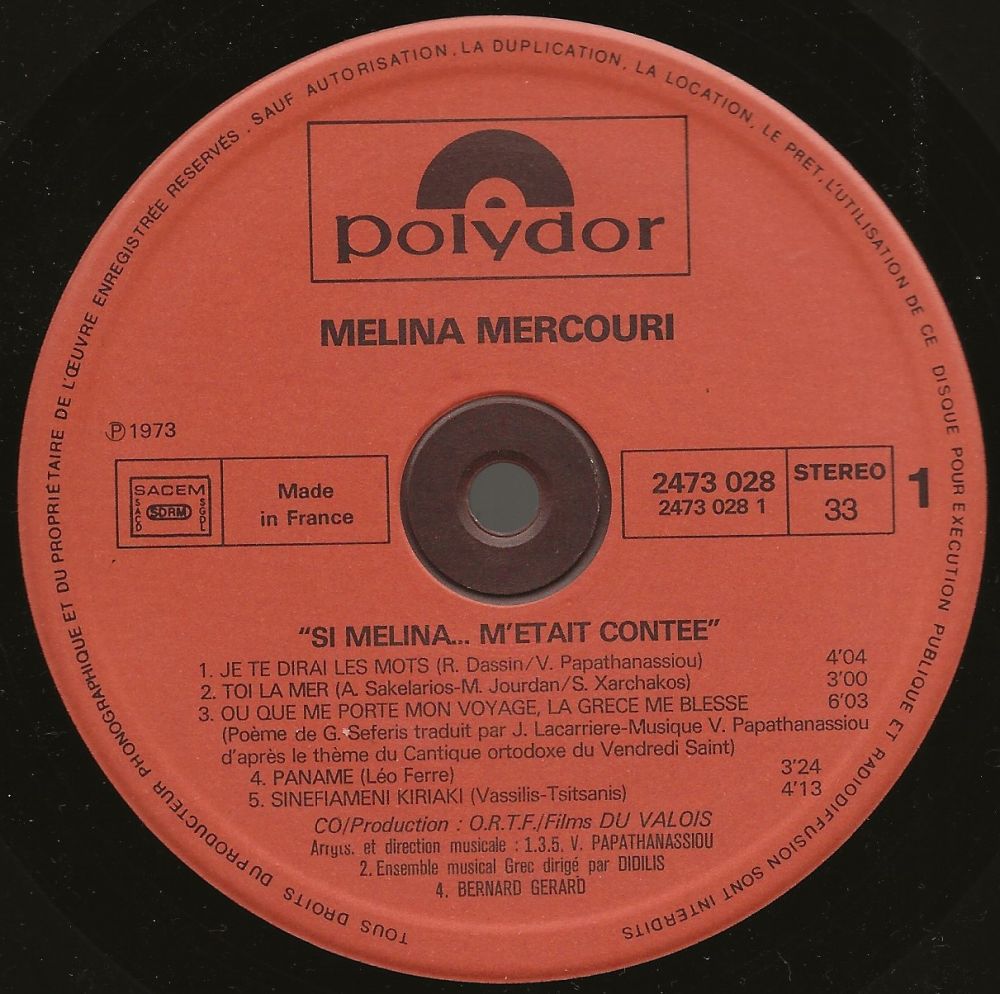 TOUS DROITS DU PRODUCTEUR PHONOGRAPHIQUE ET DU PROPRIÉTAIRE DE L'ŒUVRE ENREGISTRÉE RESERVÉS. SAUF AUTORISATION, LA DUPLICATION, LA LOCATION, LE PRET, L'UTILISATION DE CE DISQUE POUR EXECUTION PUBLIQUE ET RADIODIFFUSION SONT INTERDITS
polydor
MELINA MERCOURI
℗ 1973
SACEM
SACD
SDRM
SGDL
Made
in France
2473 028
2473 028 1
STEREO
33
1
"SI MELINA... M'ETAIT CONTEE"
1. JE TE DIRAI LES MOTS (R. Dassin/V. Papathanassiou) 4'04
2. TOI LA MER (A. Sakelarios-M. Jourdan/S. Xarchakos) 3'00
3. OU QUE ME PORTE MON VOYAGE, LA GRECE ME BLESSE 6'03
(Poème de G. Seferis traduit par J. Lacarriere-Musique V. Papathanassiou
d'après le thème du Cantique ortodoxe du Vendredi Saint)
4. PANAME (Léo Ferre) 3'24
5. SINEFIAMENI KIRIAKI (Vassilis-Tsitsanis) 4'13
CO/Production : O.R.T.F./Films DU VALOIS
Arrgts. et direction musicale : 1.3.5. V. PAPATHANASSIOU
2. Ensemble musical Grec dirigé par DIDILIS
4. BERNARD GERARD